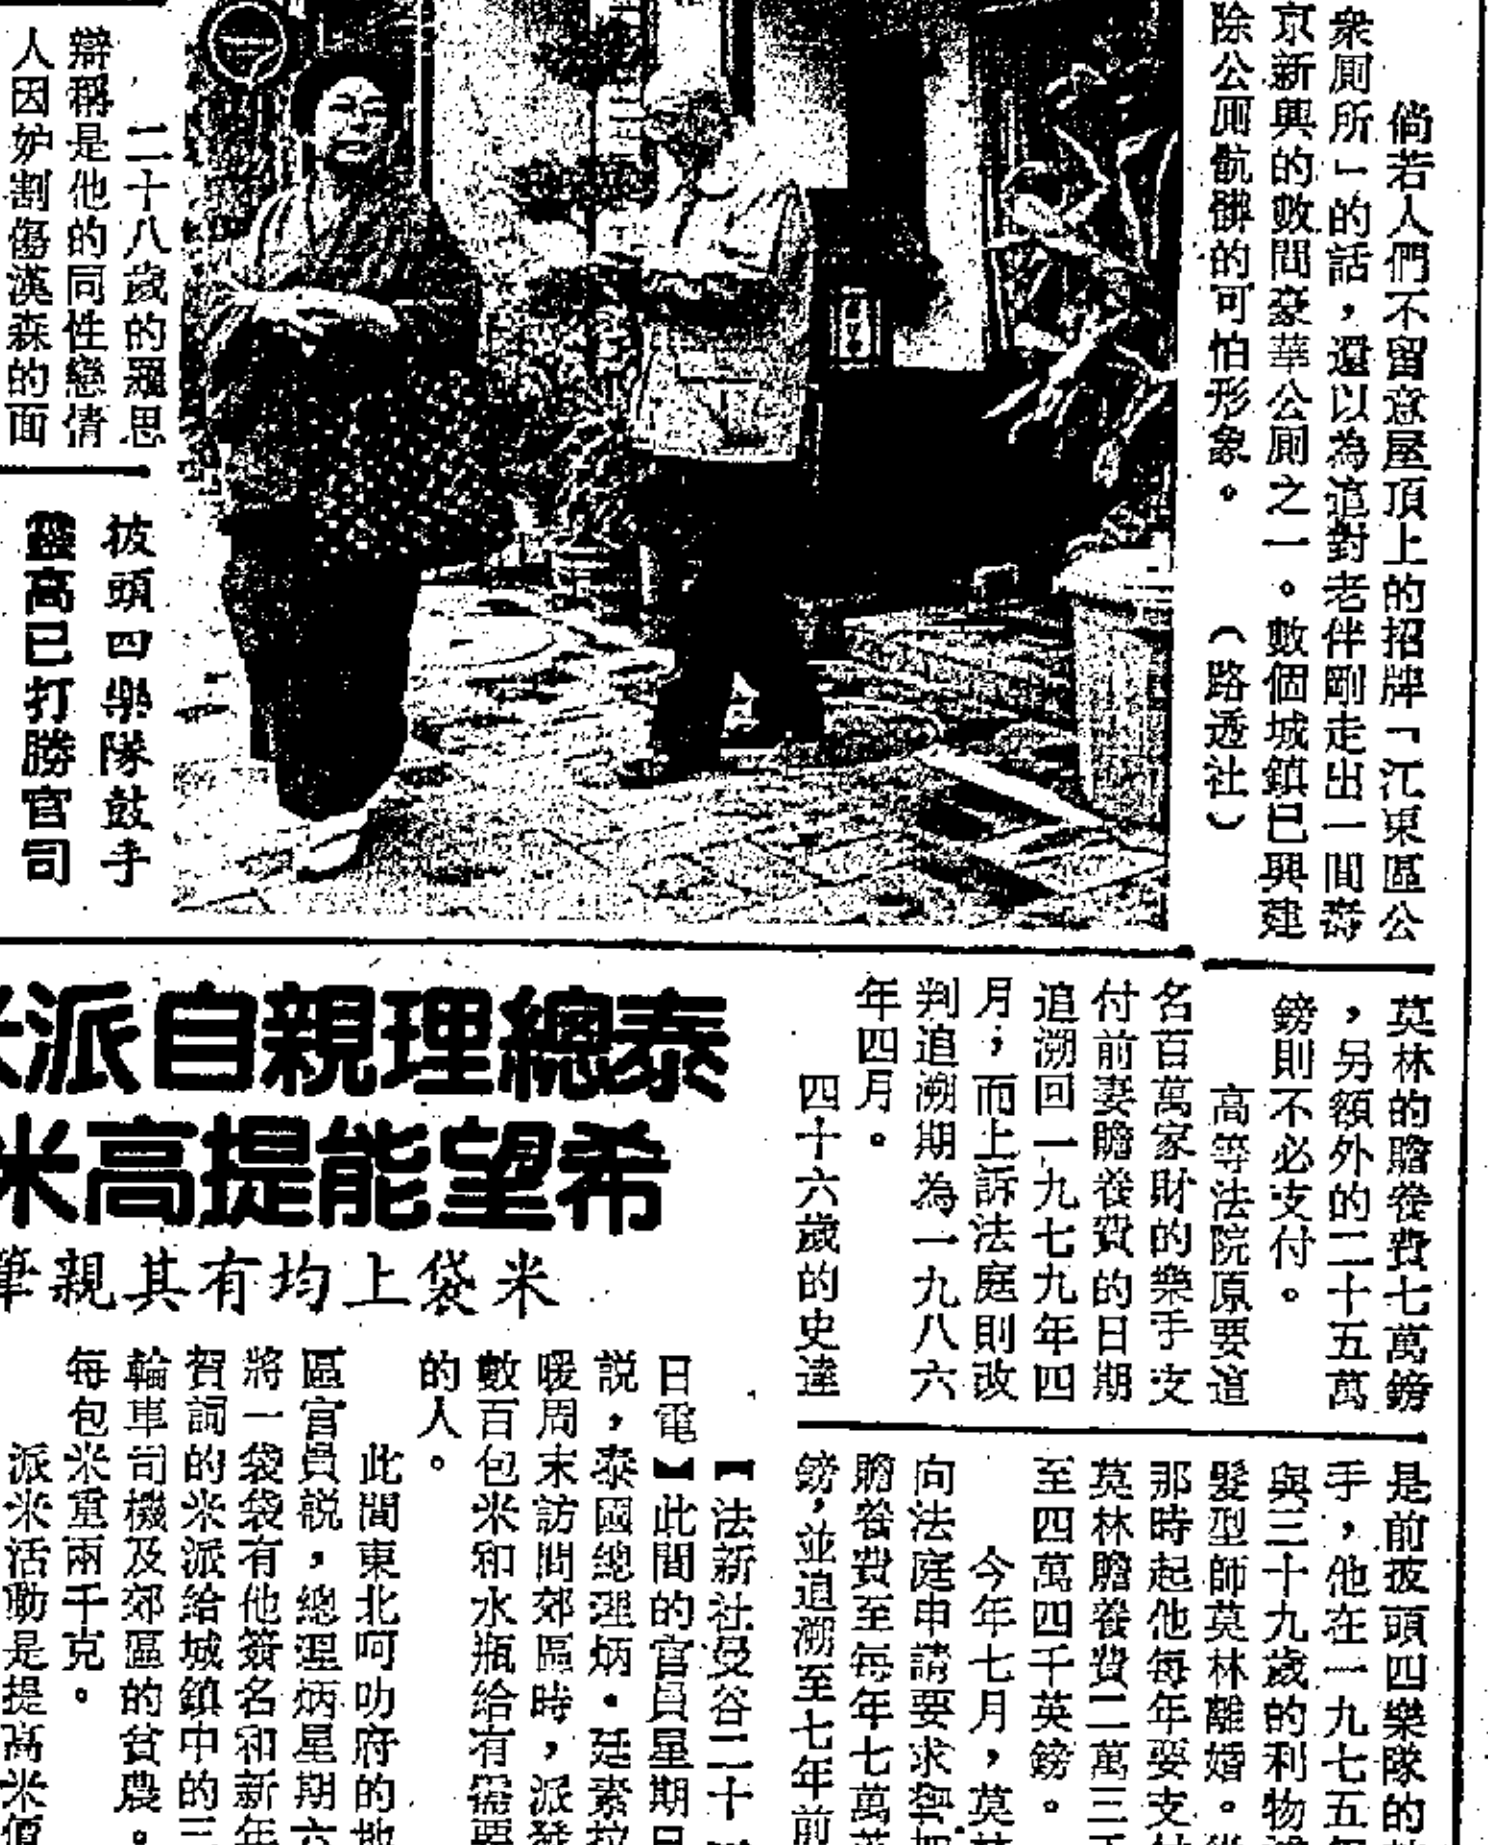 倘若人們不留意屋頂上的招牌「江東區公
衆厠所」的話，還以為這對老伴剛走出一間壽
京新興的數間豪華公厠之一。數個城鎮已興建
除公厠骯髒的可怕形象。（路透社）
二十八歲的羅思
辯稱是他的同性戀情
人因妒割傷漢森的面
披頭四樂隊鼓手
靈高已打勝官司
莫林的贍養費七萬鎊
，另額外的二十五萬
鎊則不必支付。
高等法院原要這
名百萬家財的樂手支
付前妻贍養費的日期
追溯回一九七九年四
月，而上訴法庭則改
判追溯期為一九八六
年四月。
四十六歲的史達
是前披頭四樂隊的
手，他在一九七五年
與三十九歲的利物
髮型師莫林離婚。
那時起他每年要支
莫林贍養費二萬三
至四萬四千英鎊。
今年七月，莫
向法庭申請要求
贍養費至每年七萬
鎊，並追溯至七年前
泰總理親自派
希望能提高米
米袋上均有其親筆
【法新社曼谷二十
日電】此間的官員星期日
説，泰國總理炳·廷素拉
暖周末訪問郊區時，派發
數百包米和水瓶給有需要
的人。
此間東北呵叻府的地
區官員説，總理炳星期六
將一袋袋有他簽名和新年
賀詞的米派給城鎮中的三
輪車司機及郊區的貧農。
每包米重兩千克。
派米活動是提高米價